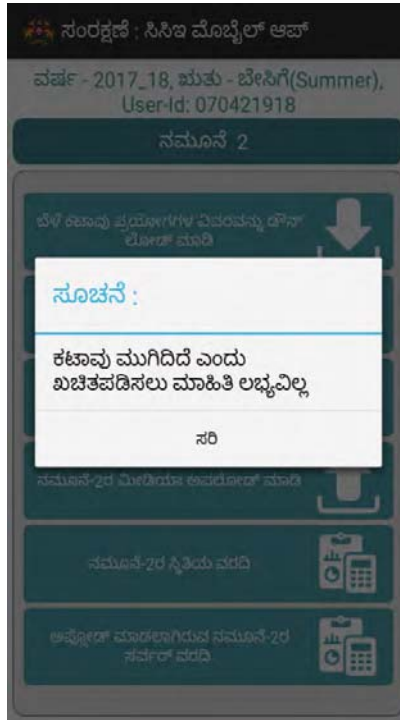 ಸಂರಕ್ಷಣೆ : ಸಿಸಿಇ ಮೊಬೈಲ್ ಆಪ್
ವರ್ಷ - 2017_18, ಋತು - ಬೇಸಿಗೆ(Summer),
User-Id: 070421918
ನಮೂನೆ 2
ಬೆಳೆ ಕಟಾವು ಪ್ರಯೋಗಗಳ ವಿವರವನ್ನು ಡೌನ್
ಲೋಡ್ ಮಾಡಿ
ಸೂಚನೆ :
ಕಟಾವು ಮುಗಿದಿದೆ ಎಂದು
ಖಚಿತಪಡಿಸಲು ಮಾಹಿತಿ ಲಭ್ಯವಿಲ್ಲ
ಸರಿ
ನಮೂನೆ-2ರ ಮೀಡಿಯಾ ಅಪಲೋಡ್ ಮಾಡಿ
ನಮೂನೆ-2ರ ಸ್ಥಿತಿಯ ವರದಿ
ಅಪ್ಲೋಡ್ ಮಾಡಲಾಗಿರುವ ನಮೂನೆ-2ರ
ಸರ್ವರ್ ವರದಿ